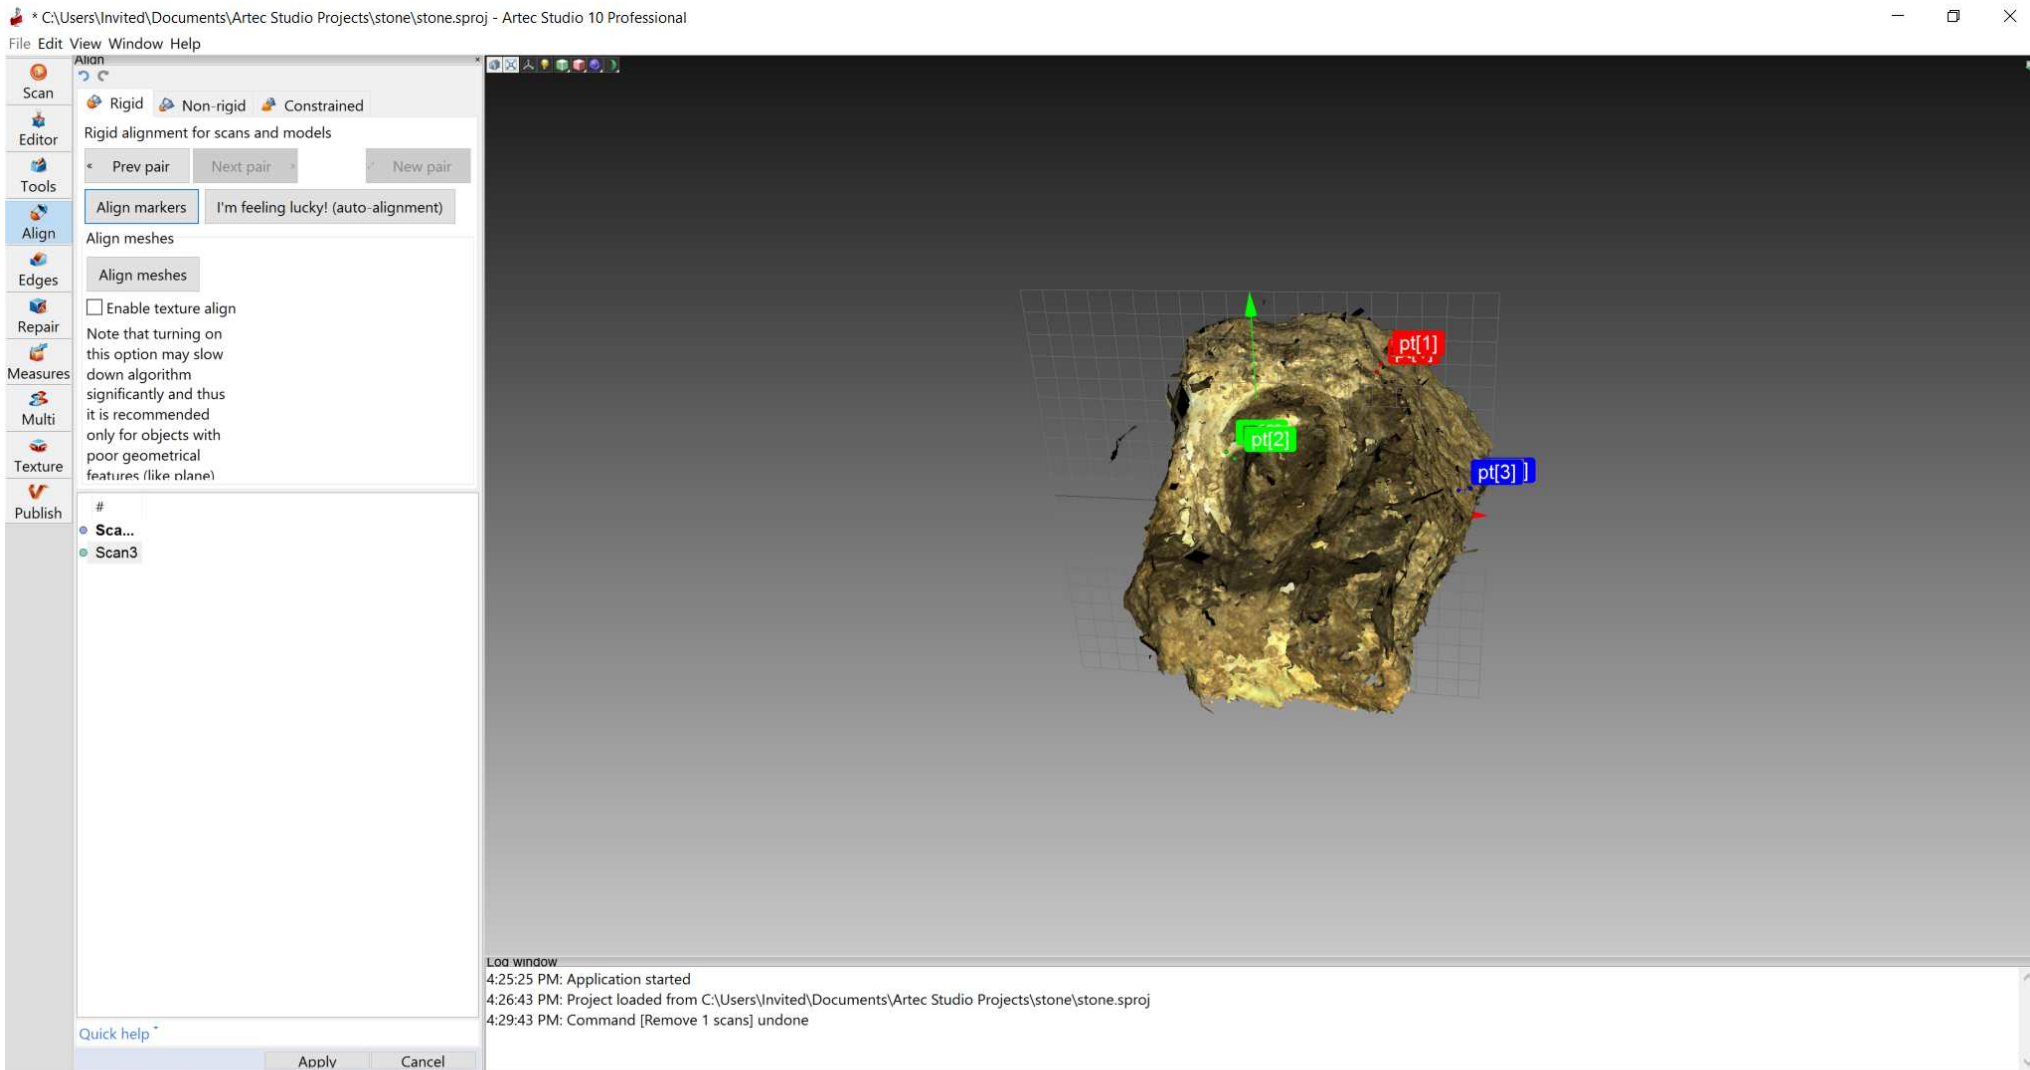 * C:\Users\Invited\Documents\Artec Studio Projects\stone\stone.sproj - Artec Studio 10 Professional
File Edit View Window Help
Scan
Editor
Tools
Align
Edges
Repair
Measures
Multi
Texture
Publish
Align
Rigid Non-rigid Constrained
Rigid alignment for scans and models
Prev pair Next pair New pair
Align markers I'm feeling lucky! (auto-alignment)
Align meshes
Align meshes
Enable texture align
Note that turning on
this option may slow
down algorithm
significantly and thus
it is recommended
only for objects with
poor geometrical
features (like plane)
#
Sca...
Scan3
Quick help
Apply Cancel
pt[1]
pt[2]
pt[3]
Log window
4:25:25 PM: Application started
4:26:43 PM: Project loaded from C:\Users\Invited\Documents\Artec Studio Projects\stone\stone.sproj
4:29:43 PM: Command [Remove 1 scans] undone